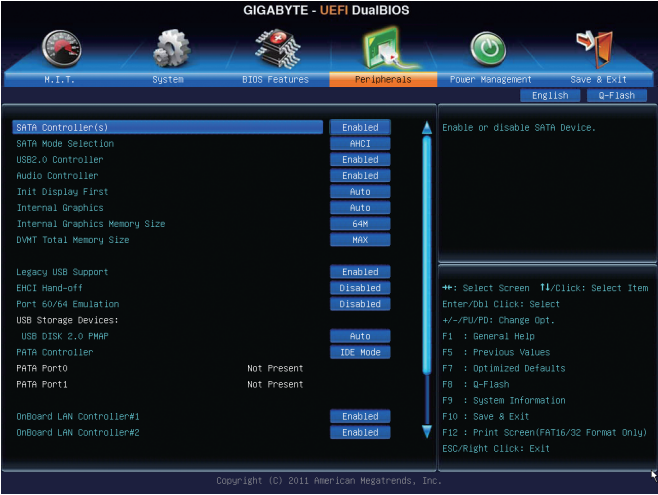 GIGABYTE - UEFI DualBIOS
M.I.T. System BIOS Features Peripherals Power Management Save & Exit
English Q-Flash
SATA Controller(s) Enabled
SATA Mode Selection AHCI
USB2.0 Controller Enabled
Audio Controller Enabled
Init Display First Auto
Internal Graphics Auto
Internal Graphics Memory Size 64M
DVMT Total Memory Size MAX
Legacy USB Support Enabled
EHCI Hand-off Disabled
Port 60/64 Emulation Disabled
USB Storage Devices:
USB DISK 2.0 PMAP Auto
PATA Controller IDE Mode
PATA Port0 Not Present
PATA Port1 Not Present
OnBoard LAN Controller#1 Enabled
OnBoard LAN Controller#2 Enabled
Enable or disable SATA Device.
→←: Select Screen ↑↓/Click: Select Item
Enter/Dbl Click: Select
+/-/PU/PD: Change Opt.
F1 : General Help
F5 : Previous Values
F7 : Optimized Defaults
F8 : Q-Flash
F9 : System Information
F10 : Save & Exit
F12 : Print Screen(FAT16/32 Format Only)
ESC/Right Click: Exit
Copyright (C) 2011 American Megatrends, Inc.